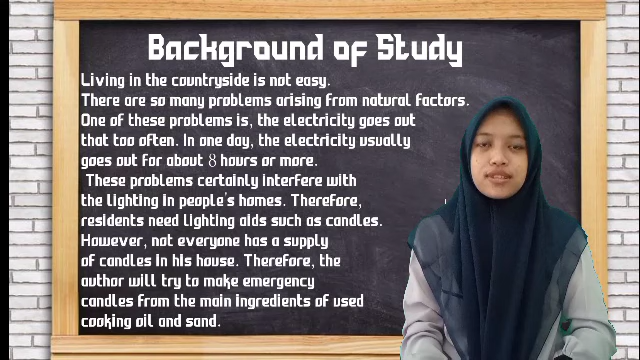 Background of Study
Living in the countryside is not easy.
There are so many problems arising from natural factors.
One of these problems is, the electricity goes out
that too often. In one day, the electricity usually
goes out for about 8 hours or more.
These problems certainly interfere with
the lighting in people's homes. Therefore,
residents need lighting aids such as candles.
However, not everyone has a supply
of candles in his house. Therefore, the
author will try to make emergency
candles from the main ingredients of used
cooking oil and sand.